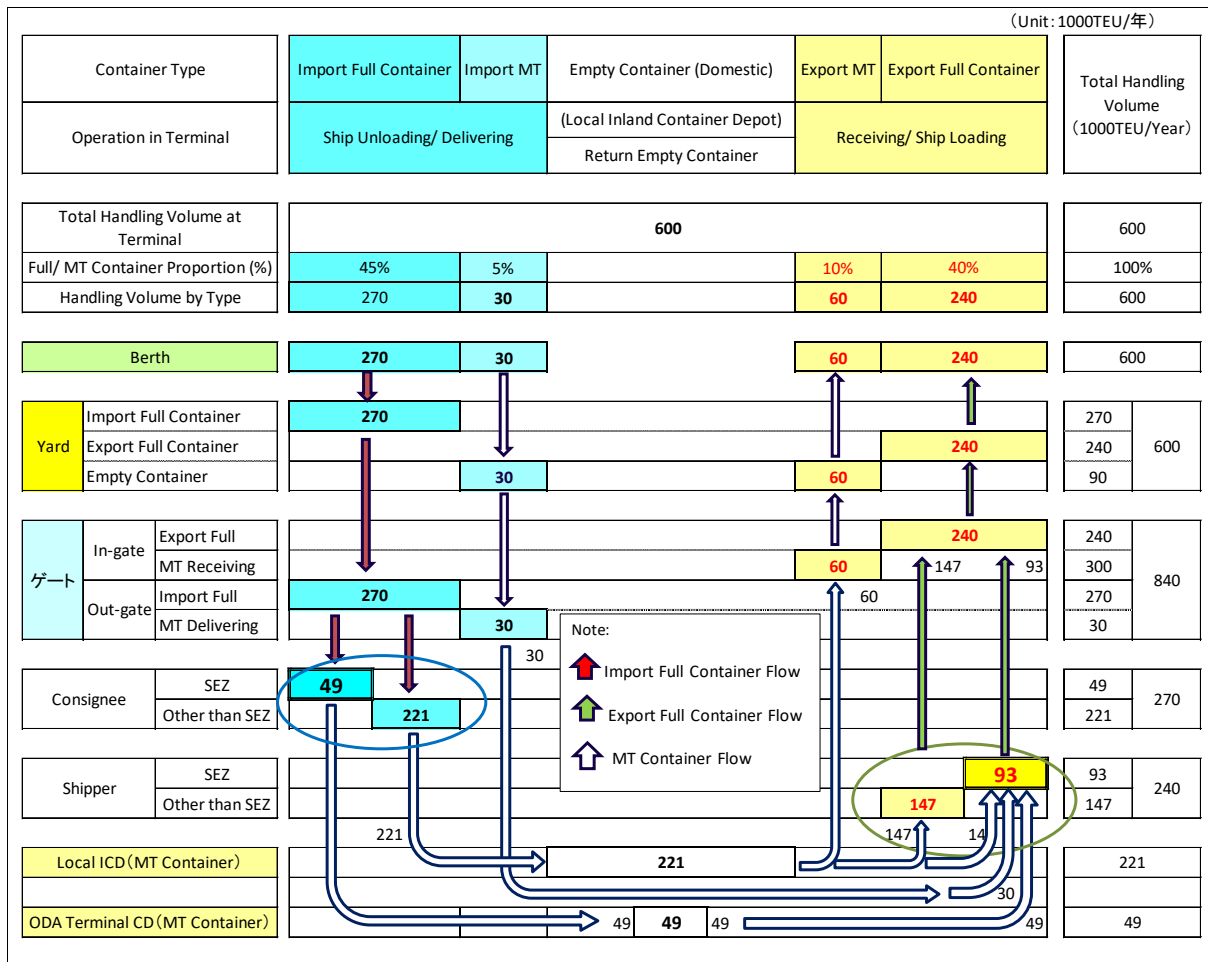 (Unit: 1000TEU/年)
Container Type
Import Full Container
Import MT
Empty Container (Domestic)
Export MT
Export Full Container
Total Handling
Volume
(1000TEU/Year)
Operation in Terminal
Ship Unloading/ Delivering
(Local Inland Container Depot)
Return Empty Container
Receiving/ Ship Loading
Total Handling Volume at
Terminal
600
600
Full/ MT Container Proportion (%)
45%
5%
10%
40%
100%
Handling Volume by Type
270
30
60
240
600
Berth
270
30
60
240
600
Yard
Import Full Container
270
270
Export Full Container
240
240
600
Empty Container
30
60
90
ゲート
In-gate
Export Full
240
240
MT Receiving
60
147
93
300
840
Out-gate
Import Full
270
60
270
MT Delivering
30
30
30
Note:
Import Full Container Flow
Export Full Container Flow
MT Container Flow
Consignee
SEZ
49
49
270
Other than SEZ
221
221
Shipper
SEZ
93
93
240
Other than SEZ
147
147
221
147
14
Local ICD(MT Container)
221
221
30
ODA Terminal CD(MT Container)
49
49
49
49
49